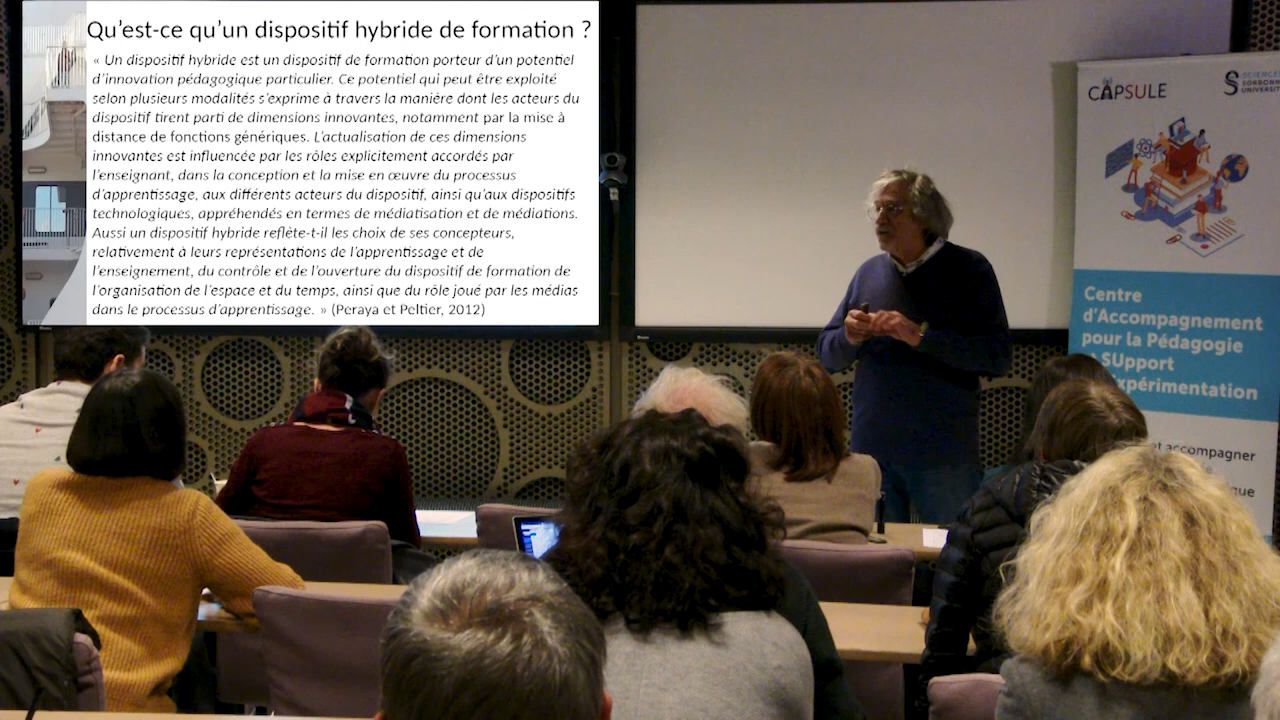 Qu'est-ce qu'un dispositif hybride de formation ?
« Un dispositif hybride est un dispositif de formation porteur d'un potentiel
d'innovation pédagogique particulier. Ce potentiel qui peut être exploité
selon plusieurs modalités s'exprime à travers la manière dont les acteurs du
dispositif tirent parti de dimensions innovantes, notamment par la mise à
distance de fonctions génériques. L'actualisation de ces dimensions
innovantes est influencée par les rôles explicitement accordés par
l'enseignant, dans la conception et la mise en œuvre du processus
d'apprentissage, aux différents acteurs du dispositif, ainsi qu'aux dispositifs
technologiques, appréhendés en termes de médiatisation et de médiations.
Aussi un dispositif hybride reflète-t-il les choix de ses concepteurs,
relativement à leurs représentations de l'apprentissage et de
l'enseignement, du contrôle et de l'ouverture du dispositif de formation de
l'organisation de l'espace et du temps, ainsi que du rôle joué par les médias
dans le processus d'apprentissage. » (Peraya et Peltier, 2012)
CAPSULE
SCIENCES
SORBONNE
UNIVERSIT
Centre
d'Accompagnement
pour la Pédagogie
SUpport
xpérimentation
et accompagner
que